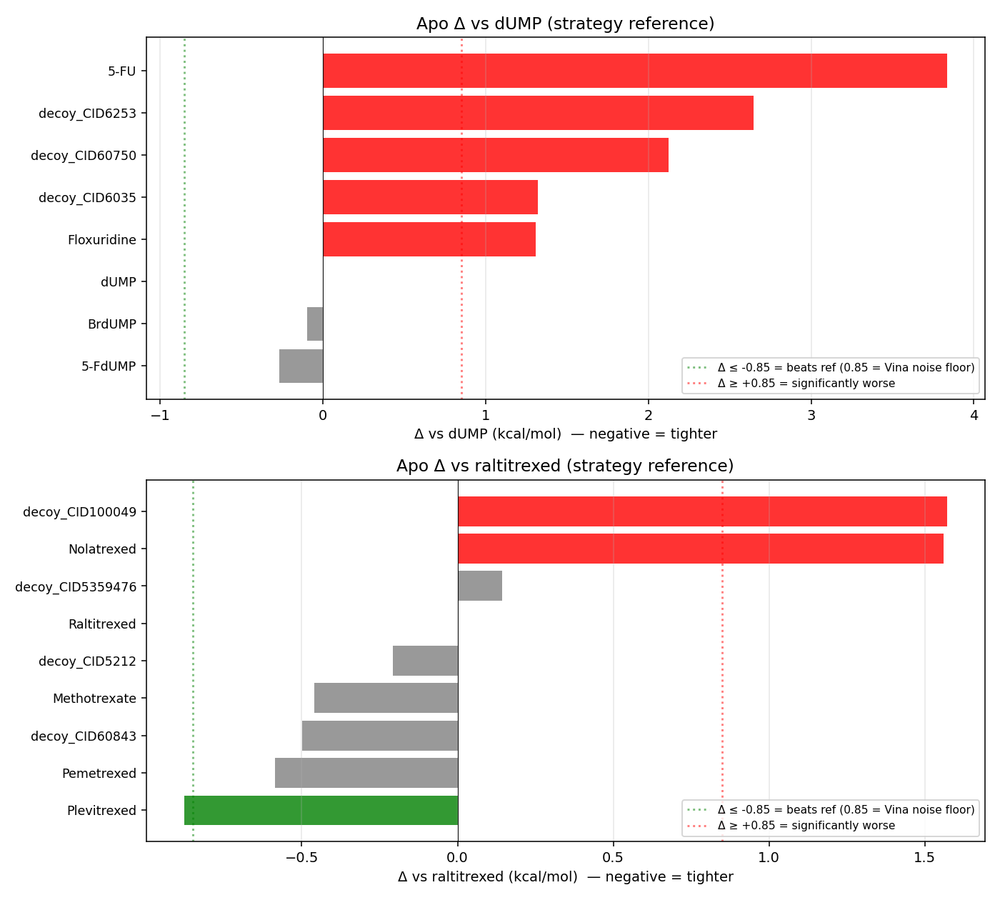 Apo Δ vs dUMP (strategy reference)
5-FU
decoy_CID6253
decoy_CID60750
decoy_CID6035
Floxuridine
dUMP
BrdUMP
5-FdUMP
Δ ≤ -0.85 = beats ref (0.85 = Vina noise floor)
Δ ≥ +0.85 = significantly worse
−1 0 1 2 3 4
Δ vs dUMP (kcal/mol) — negative = tighter
Apo Δ vs raltitrexed (strategy reference)
decoy_CID100049
Nolatrexed
decoy_CID5359476
Raltitrexed
decoy_CID5212
Methotrexate
decoy_CID60843
Pemetrexed
Plevitrexed
Δ ≤ -0.85 = beats ref (0.85 = Vina noise floor)
Δ ≥ +0.85 = significantly worse
−0.5 0.0 0.5 1.0 1.5
Δ vs raltitrexed (kcal/mol) — negative = tighter